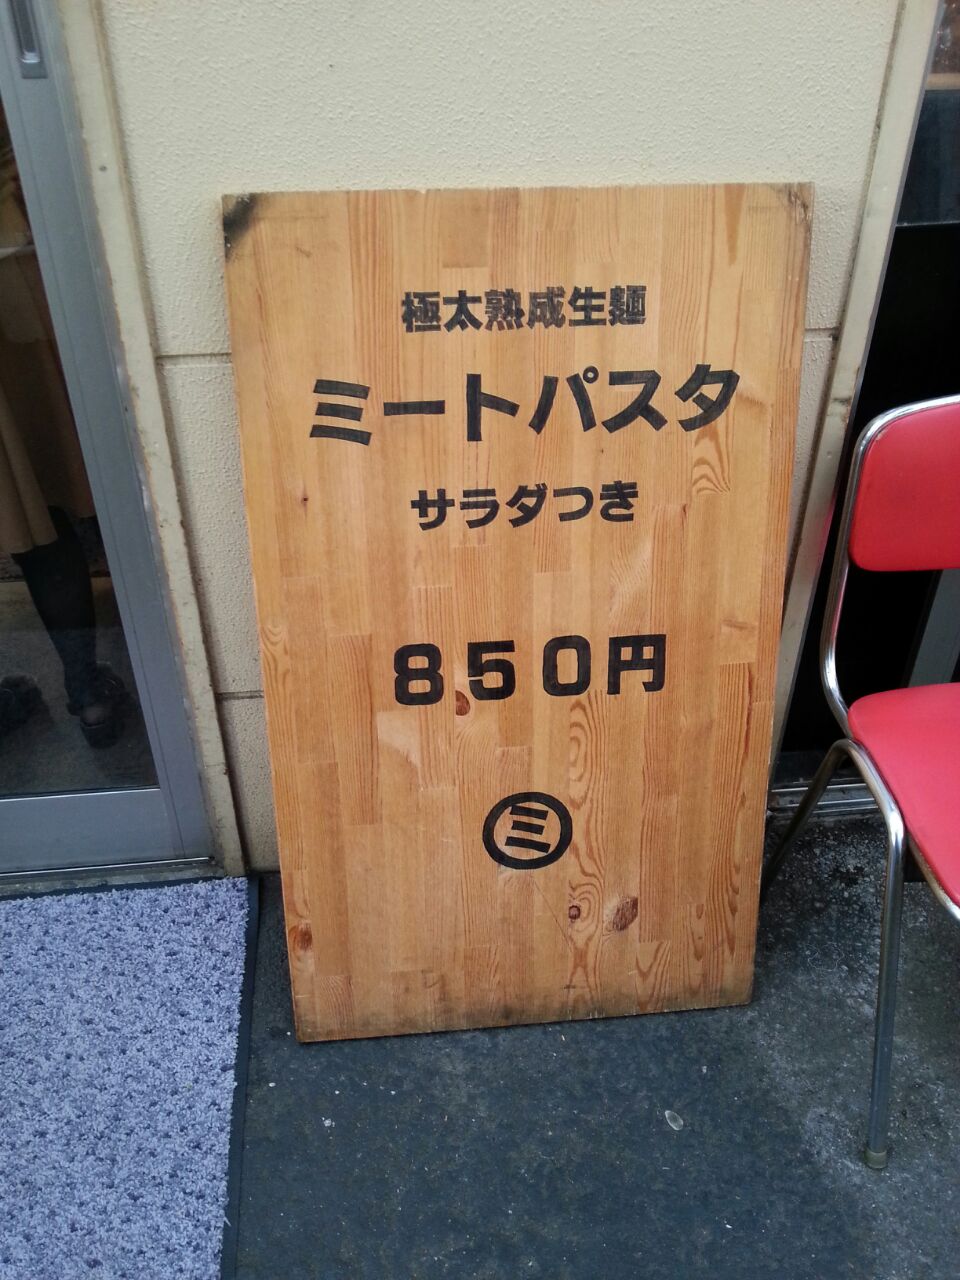 極太熟成生麺
ミートパスタ
サラダつき
850円
ミ